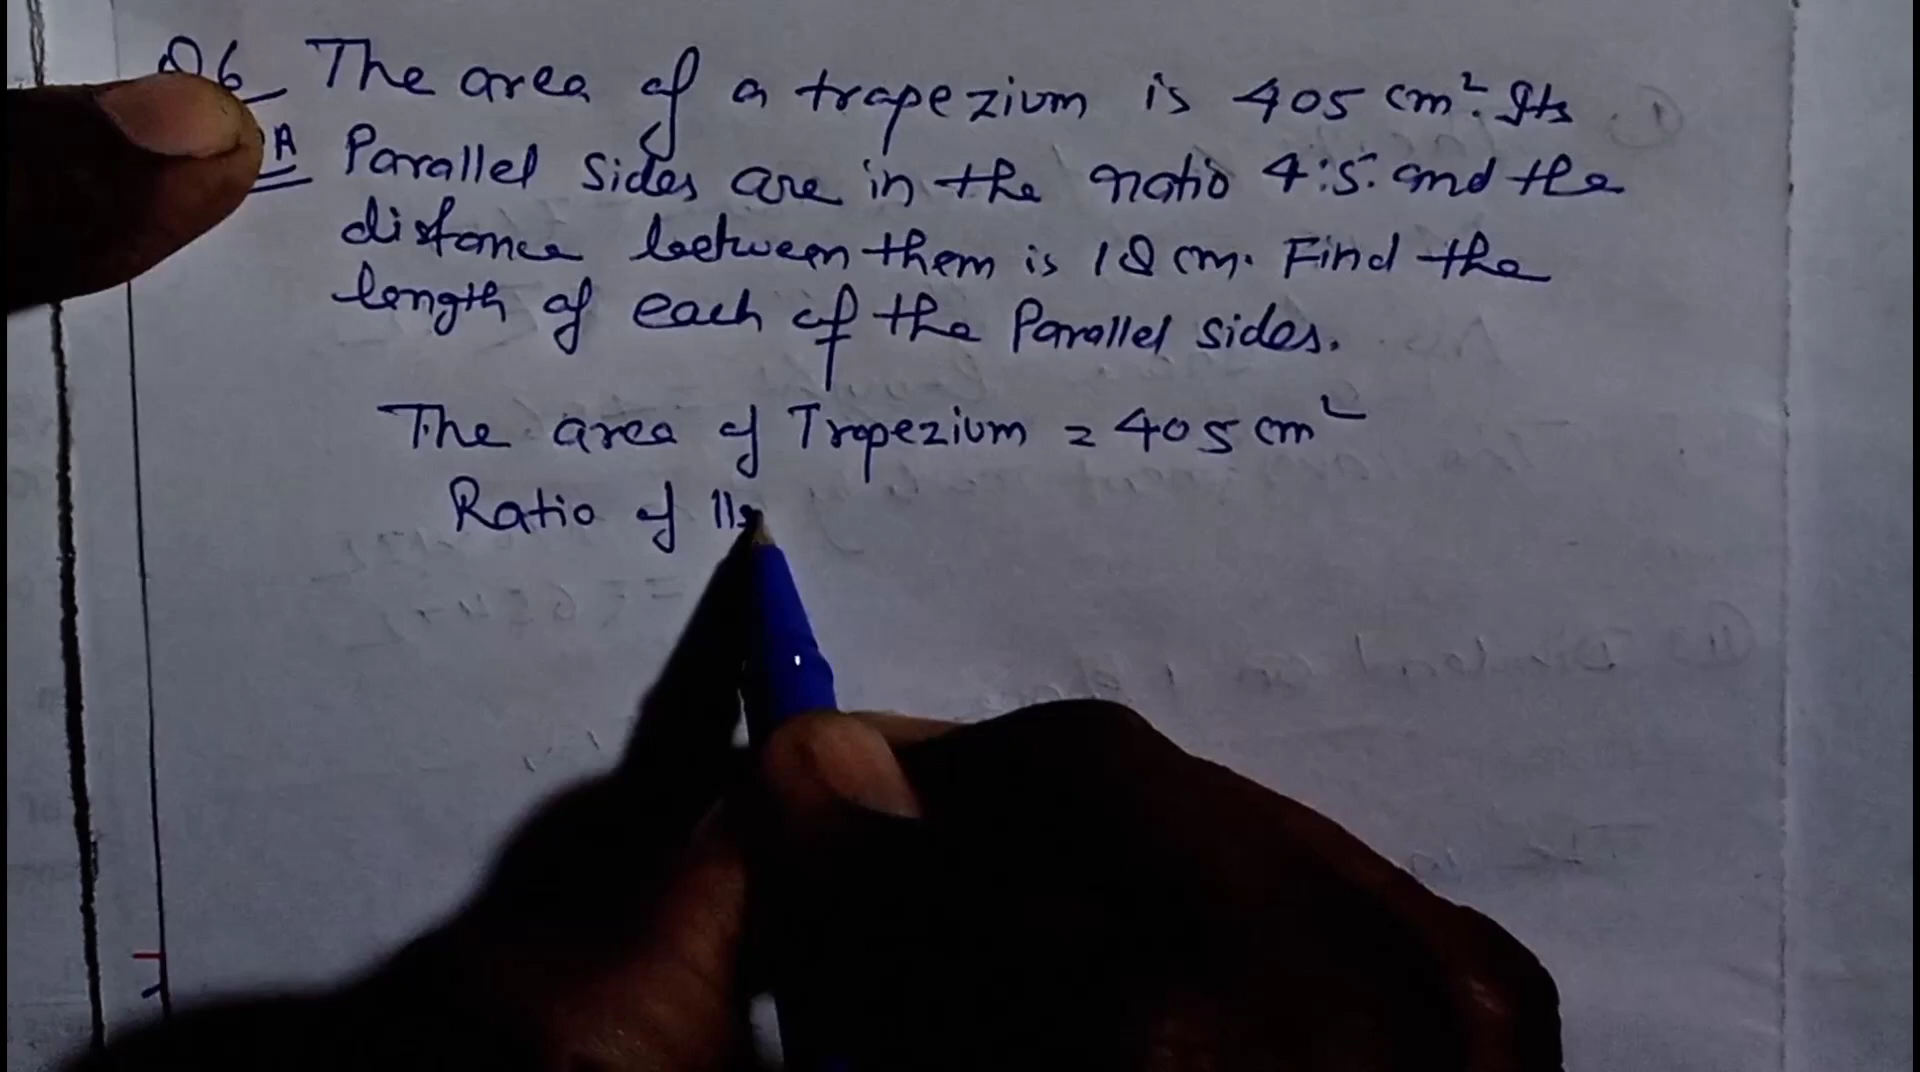 Q6 The area of a trapezium is 405 cm². Its
A Parallel sides are in the ratio 4:5. and the
distance between them is 18 cm. Find the
length of each of the Parallel sides.
The area of Trapezium = 405 cm²
Ratio of ||s